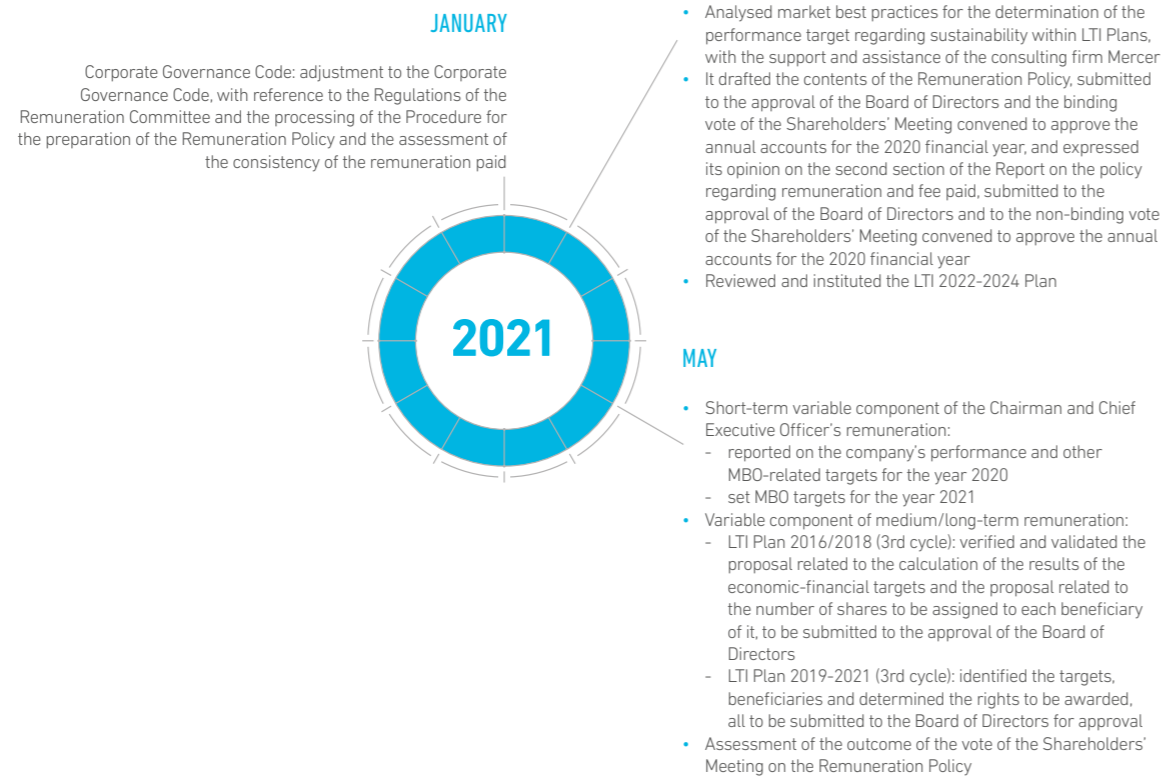 JANUARY
Corporate Governance Code: adjustment to the Corporate
Governance Code, with reference to the Regulations of the
Remuneration Committee and the processing of the Procedure for
the preparation of the Remuneration Policy and the assessment of
the consistency of the remuneration paid
• Analysed market best practices for the determination of the
performance target regarding sustainability within LTI Plans,
with the support and assistance of the consulting firm Mercer
• It drafted the contents of the Remuneration Policy, submitted
to the approval of the Board of Directors and the binding
vote of the Shareholders' Meeting convened to approve the
annual accounts for the 2020 financial year, and expressed
its opinion on the second section of the Report on the policy
regarding remuneration and fee paid, submitted to the
approval of the Board of Directors and to the non-binding vote
of the Shareholders' Meeting convened to approve the annual
accounts for the 2020 financial year
• Reviewed and instituted the LTI 2022-2024 Plan
2021
MAY
• Short-term variable component of the Chairman and Chief
Executive Officer's remuneration:
- reported on the company's performance and other
MBO-related targets for the year 2020
- set MBO targets for the year 2021
• Variable component of medium/long-term remuneration:
- LTI Plan 2016/2018 (3rd cycle): verified and validated the
proposal related to the calculation of the results of the
economic-financial targets and the proposal related to
the number of shares to be assigned to each beneficiary
of it, to be submitted to the approval of the Board of
Directors
- LTI Plan 2019-2021 (3rd cycle): identified the targets,
beneficiaries and determined the rights to be awarded,
all to be submitted to the Board of Directors for approval
• Assessment of the outcome of the vote of the Shareholders'
Meeting on the Remuneration Policy